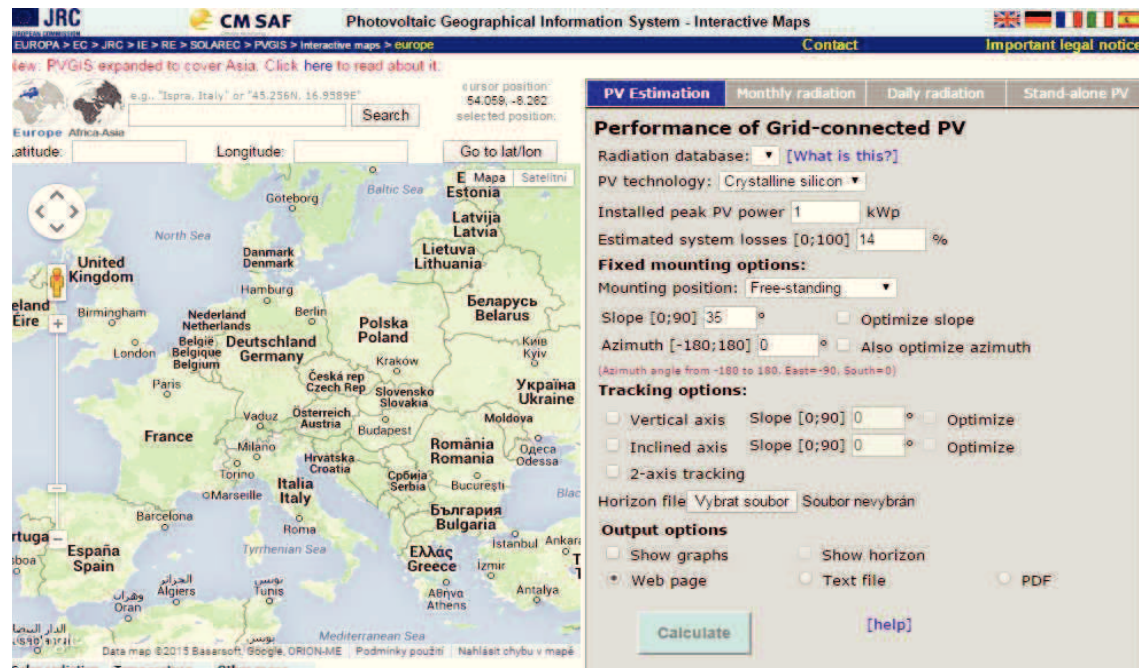 JRC
EUROPEAN COMMISSION
CM SAF
Photovoltaic Geographical Information System - Interactive Maps
EUROPA > EC > JRC > IE > RE > SOLAREC > PVGIS > Interactive maps > europe
Contact
Important legal notice
New: PVGIS expanded to cover Asia. Click here to read about it.
e.g., "Ispra, Italy" or "45.256N, 16.9589E"
cursor position:
54.059, -8.262
selected position:
Search
Europe Africa-Asia
Latitude:
Longitude:
Go to lat/lon
Mapa Satelitní
Baltic Sea
Estonia
Göteborg
Latvija
Latvia
North Sea
Danmark
Denmark
Lietuva
Lithuania
United
Kingdom
Hamburg
Беларусь
Belarus
Éire
Birmingham
Nederland
Netherlands
Berlin
Polska
Poland
London
België
Belgique
Belgium
Deutschland
Germany
Київ
Kyiv
Kraków
Česká rep
Czech Rep
Paris
Slovensko
Slovakia
Україна
Ukraine
Vaduz
Österreich
Austria
Budapest
Moldova
France
Milano
Hrvatska
Croatia
România
Romania
Одеса
Odessa
Torino
Србија
Serbia
București
Marseille
Italia
Italy
Barcelona
Roma
България
Bulgaria
España
Spain
Tyrrhenian Sea
Istanbul
Ελλάς
Greece
İzmir
الجزائر
Algiers
تونس
Tunis
Αθήνα
Athens
Antalya
وهران
Oran
الدار البيضاء
Mediterranean Sea
Data map ©2015 Basarsoft, Google, ORION-ME Podmínky použití Nahlásit chybu v mapě
PV Estimation
Monthly radiation
Daily radiation
Stand-alone PV
Performance of Grid-connected PV
Radiation database: [What is this?]
PV technology: Crystalline silicon
Installed peak PV power 1 kWp
Estimated system losses [0;100] 14 %
Fixed mounting options:
Mounting position: Free-standing
Slope [0;90] 35 ° Optimize slope
Azimuth [-180;180] 0 ° Also optimize azimuth
(Azimuth angle from -180 to 180. East=-90, South=0)
Tracking options:
Vertical axis Slope [0;90] 0 ° Optimize
Inclined axis Slope [0;90] 0 ° Optimize
2-axis tracking
Horizon file Vybrat soubor Soubor nevybrán
Output options
Show graphs Show horizon
Web page Text file PDF
Calculate
[help]